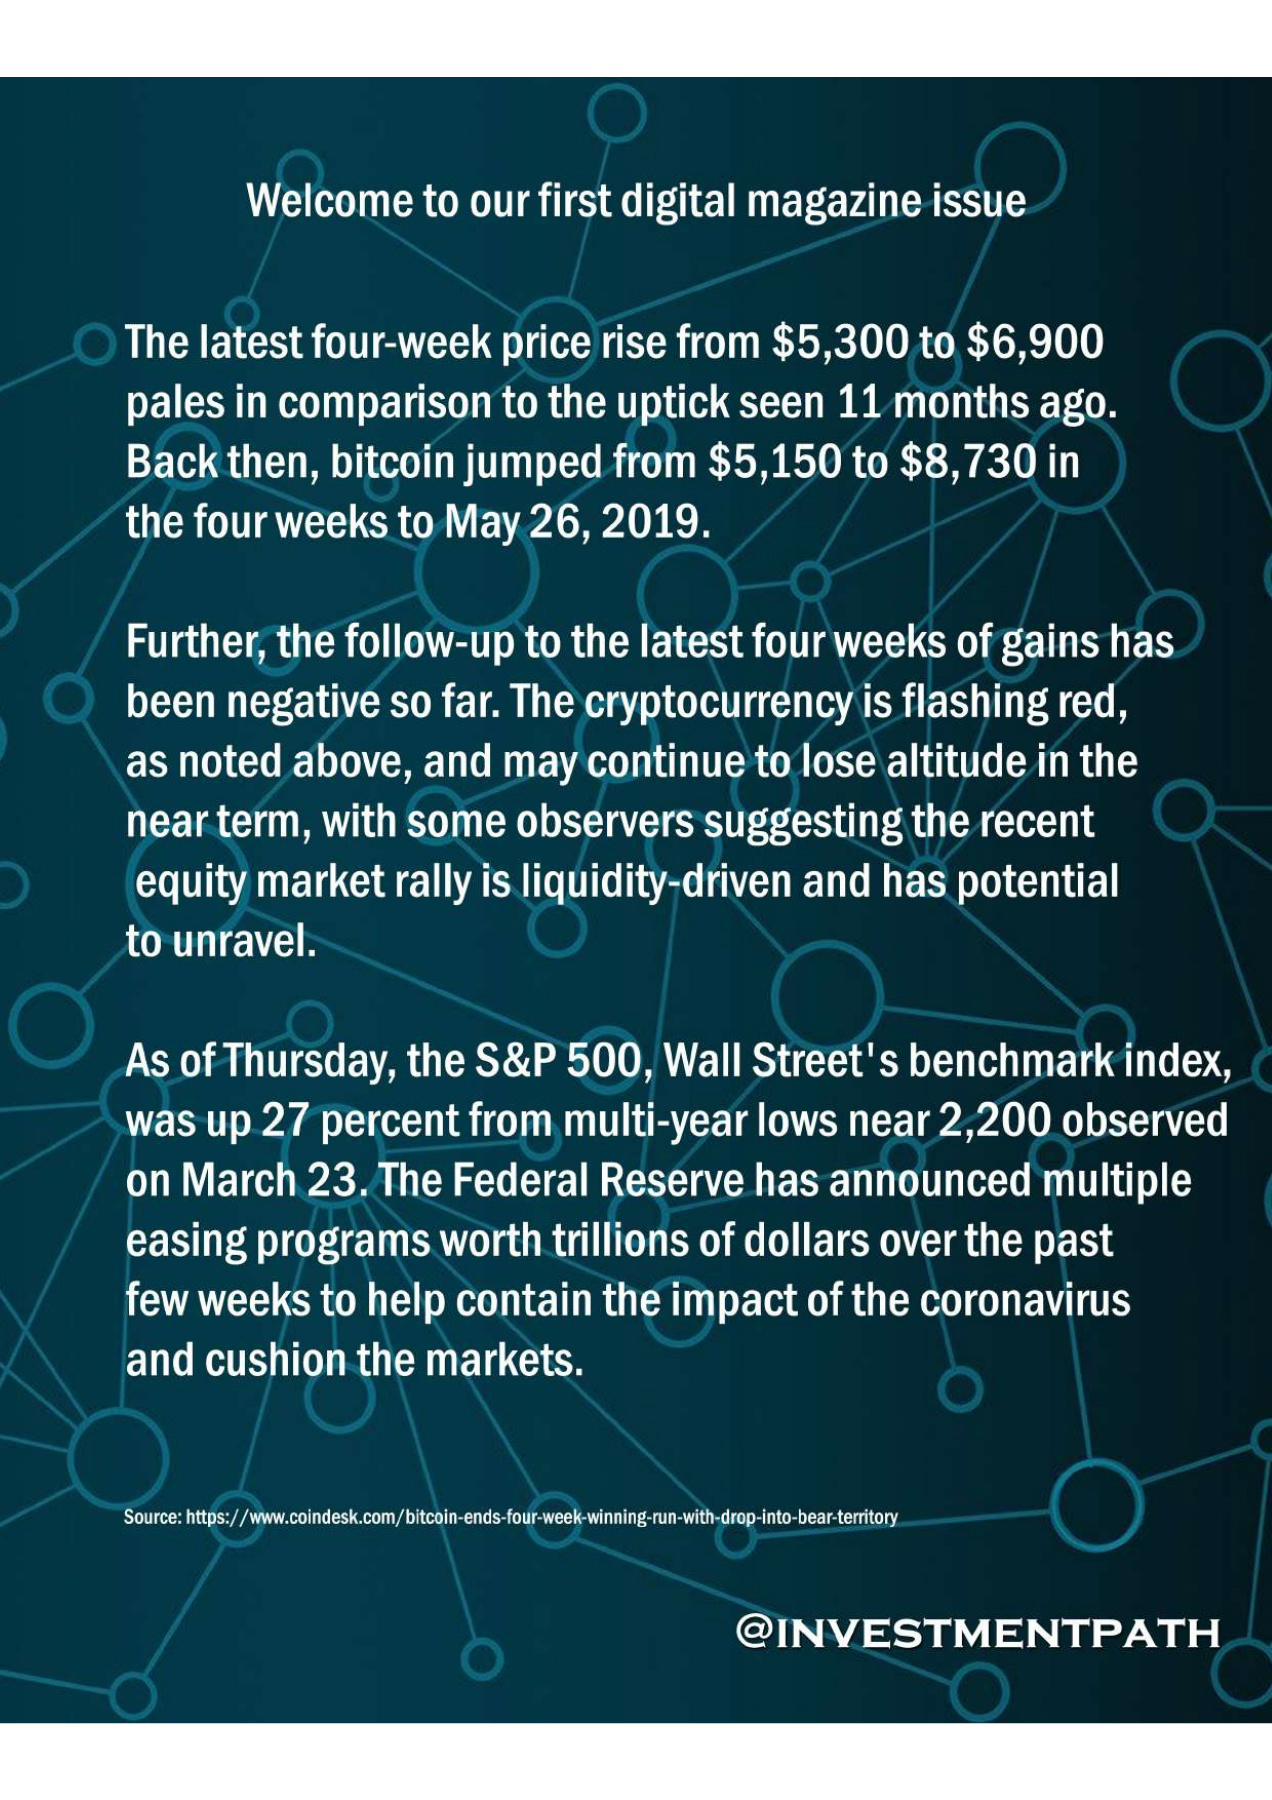 Welcome to our first digital magazine issue
The latest four-week price rise from $5,300 to $6,900
pales in comparison to the uptick seen 11 months ago.
Back then, bitcoin jumped from $5,150 to $8,730 in
the four weeks to May 26, 2019.
Further, the follow-up to the latest four weeks of gains has
been negative so far. The cryptocurrency is flashing red,
as noted above, and may continue to lose altitude in the
near term, with some observers suggesting the recent
equity market rally is liquidity-driven and has potential
to unravel.
As of Thursday, the S&P 500, Wall Street's benchmark index,
was up 27 percent from multi-year lows near 2,200 observed
on March 23. The Federal Reserve has announced multiple
easing programs worth trillions of dollars over the past
few weeks to help contain the impact of the coronavirus
and cushion the markets.
Source: https://www.coindesk.com/bitcoin-ends-four-week-winning-run-with-drop-into-bear-territory
@INVESTMENTPATH